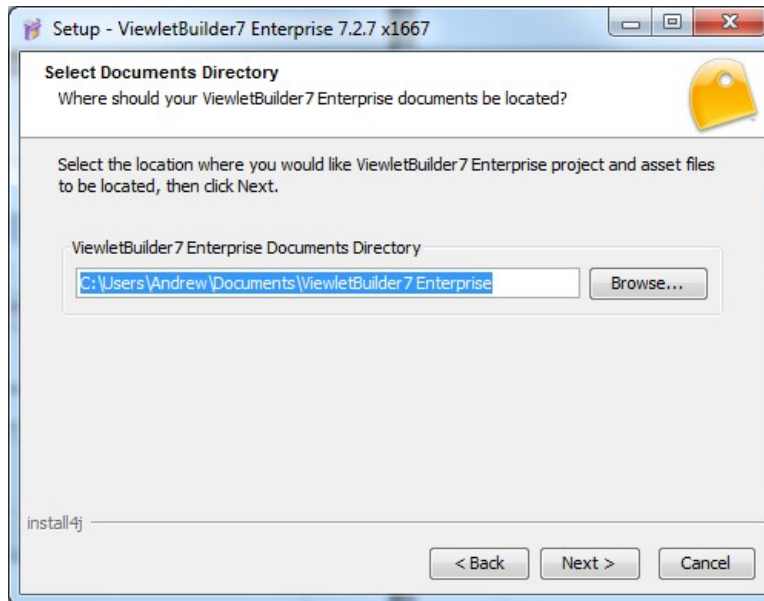 Setup - ViewletBuilder7 Enterprise 7.2.7 x1667
Select Documents Directory
Where should your ViewletBuilder7 Enterprise documents be located?
Select the location where you would like ViewletBuilder7 Enterprise project and asset files
to be located, then click Next.
ViewletBuilder7 Enterprise Documents Directory
C:\Users\Andrew\Documents\ViewletBuilder7 Enterprise
Browse...
install4j
< Back
Next >
Cancel